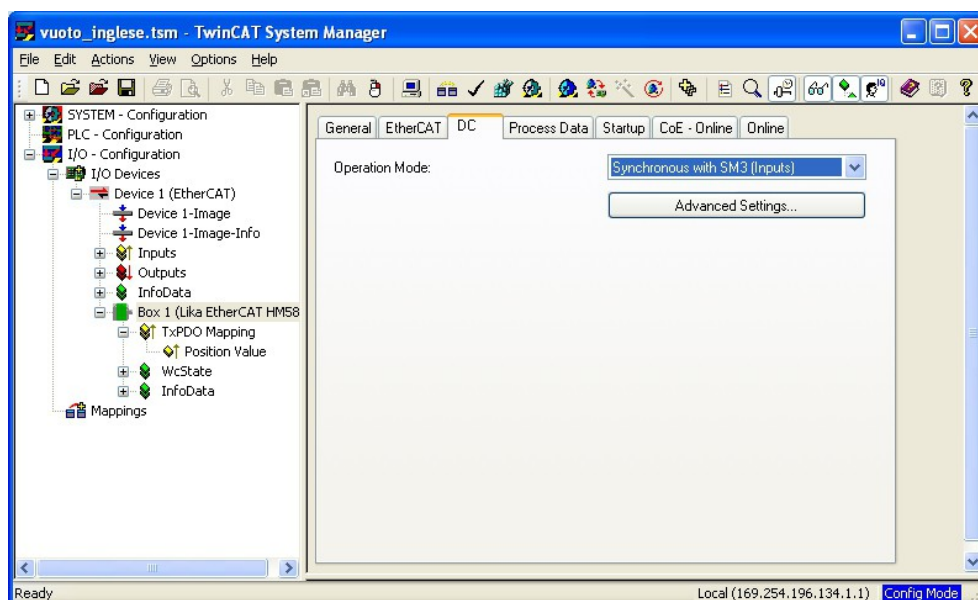 vuoto_inglese.tsm - TwinCAT System Manager
File Edit Actions View Options Help
SYSTEM - Configuration
PLC - Configuration
I/O - Configuration
I/O Devices
Device 1 (EtherCAT)
Device 1-Image
Device 1-Image-Info
Inputs
Outputs
InfoData
Box 1 (Lika EtherCAT HM58
TxPDO Mapping
Position Value
WcState
InfoData
Mappings
General EtherCAT DC Process Data Startup CoE - Online Online
Operation Mode: Synchronous with SM3 (Inputs)
Advanced Settings...
Ready Local (169.254.196.134.1.1) Config Mode